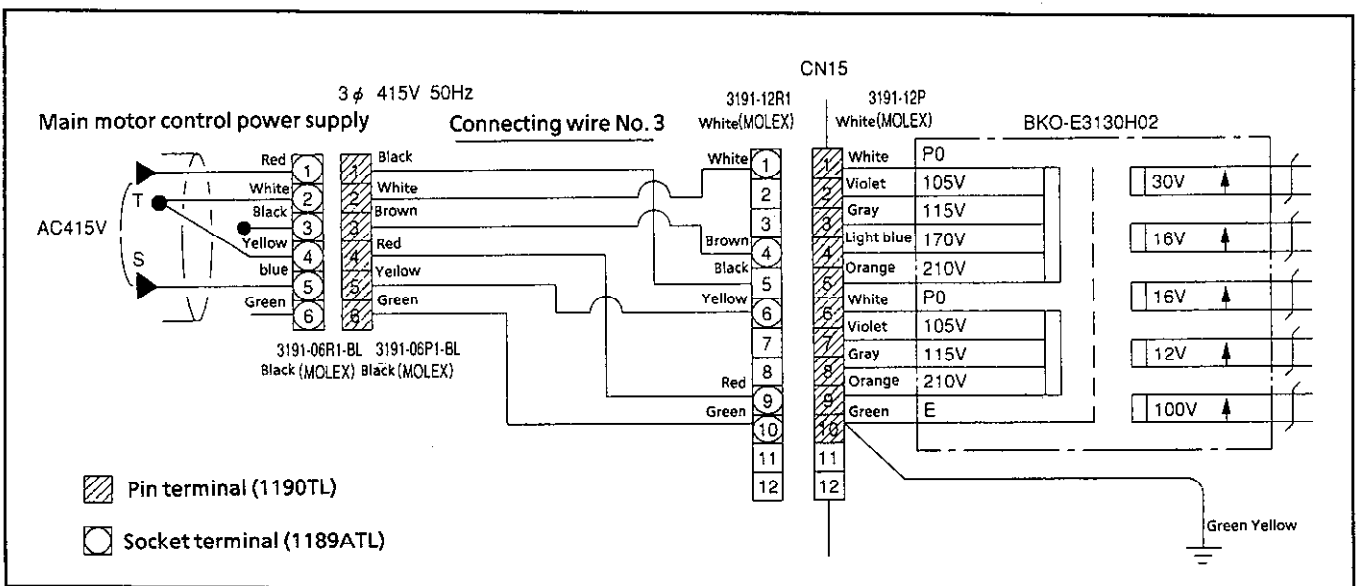 CN15
3 ϕ 415V 50Hz
3191-12R1 3191-12P
Main motor control power supply Connecting wire No. 3 White(MOLEX) White(MOLEX) BKO-E3130H02
Red 1 1 Black White 1 1 White P0
White 2 2 White 2 2 Violet 105V 30V
T Black 3 3 Brown 3 3 Gray 115V
AC415V Yellow 4 4 Red Brown 4 4 Light blue 170V 16V
S blue 5 5 Yellow Black 5 5 Orange 210V
Green 6 6 Green Yellow 6 6 White P0 16V
3191-06R1-BL 3191-06P1-BL 7 7 Violet 105V
Black (MOLEX) Black (MOLEX) 8 8 Gray 115V 12V
Red 9 9 Orange 210V
Green 10 10 Green E 100V
11 11
Pin terminal (1190TL) 12 12
Green Yellow
Socket terminal (1189ATL)